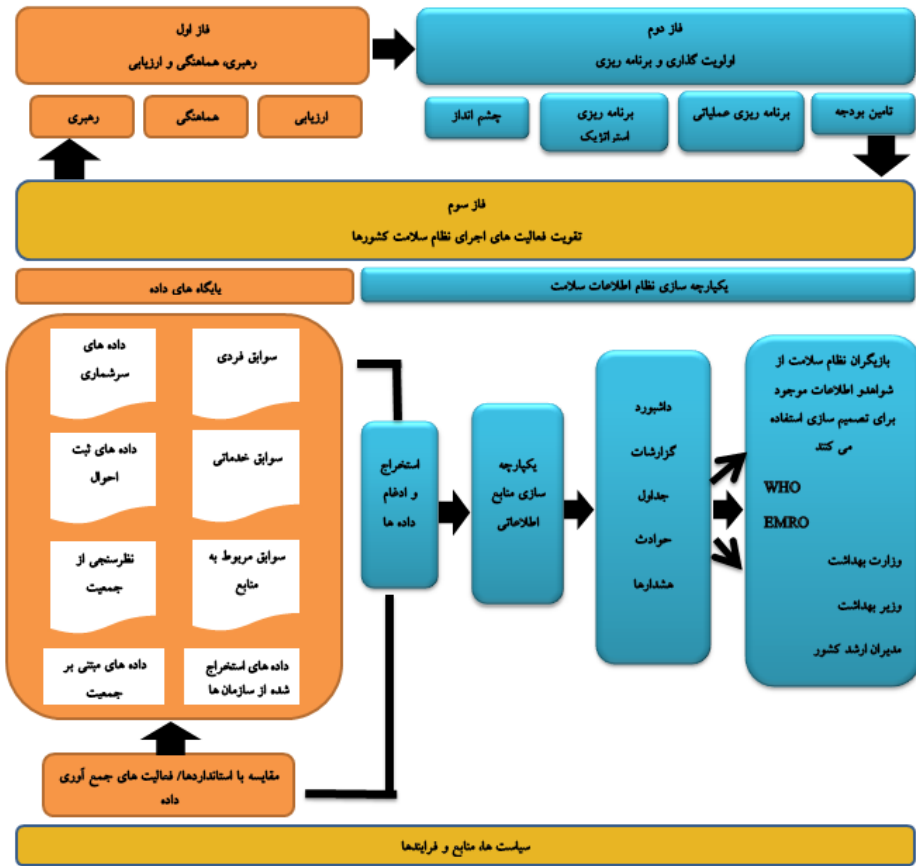 فاز اول
رهبری، هماهنگی و ارزیابی
فاز دوم
اولویت گذاری و برنامه ریزی
رهبری
هماهنگی
ارزیابی
چشم انداز
برنامه ریزی
استراتژیک
برنامه ریزی عملیاتی
تامین بودجه
فاز سوم
تقویت فعالیت های اجرای نظام سلامت کشورها
پایگاه های داده
یکپارچه سازی نظام اطلاعات سلامت
داده های
سرشماری
سوابق فردی
داده های ثبت
احوال
سوابق خدماتی
نظرسنجی از
جمعیت
سوابق مربوط به
منابع
داده های مبتنی بر
جمعیت
داده های استخراج
شده از سازمان ها
استخراج
و ادغام
داده ها
یکپارچه
سازی منابع
اطلاعاتی
داشبورد
گزارشات
جداول
حوادث
هشدارها
بازیگران نظام سلامت از
شواهدو اطلاعات موجود
برای تصمیم سازی استفاده
می کنند
WHO
EMRO
وزارت بهداشت
وزیر بهداشت
مدیران ارشد کشور
مقایسه با استانداردها/ فعالیت های جمع آوری
داده
سیاست ها، منابع و فرایندها